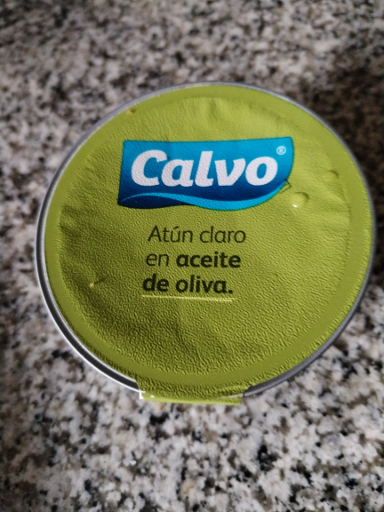 Calvo®
Atún claro
en aceite
de oliva.